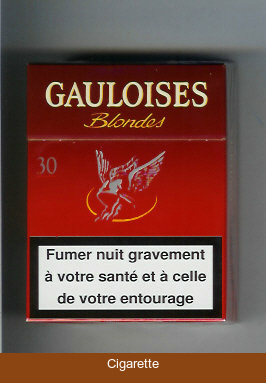 GAULOISES
Blondes
30
Fumer nuit gravement
à votre santé et à celle
de votre entourage
Cigarette